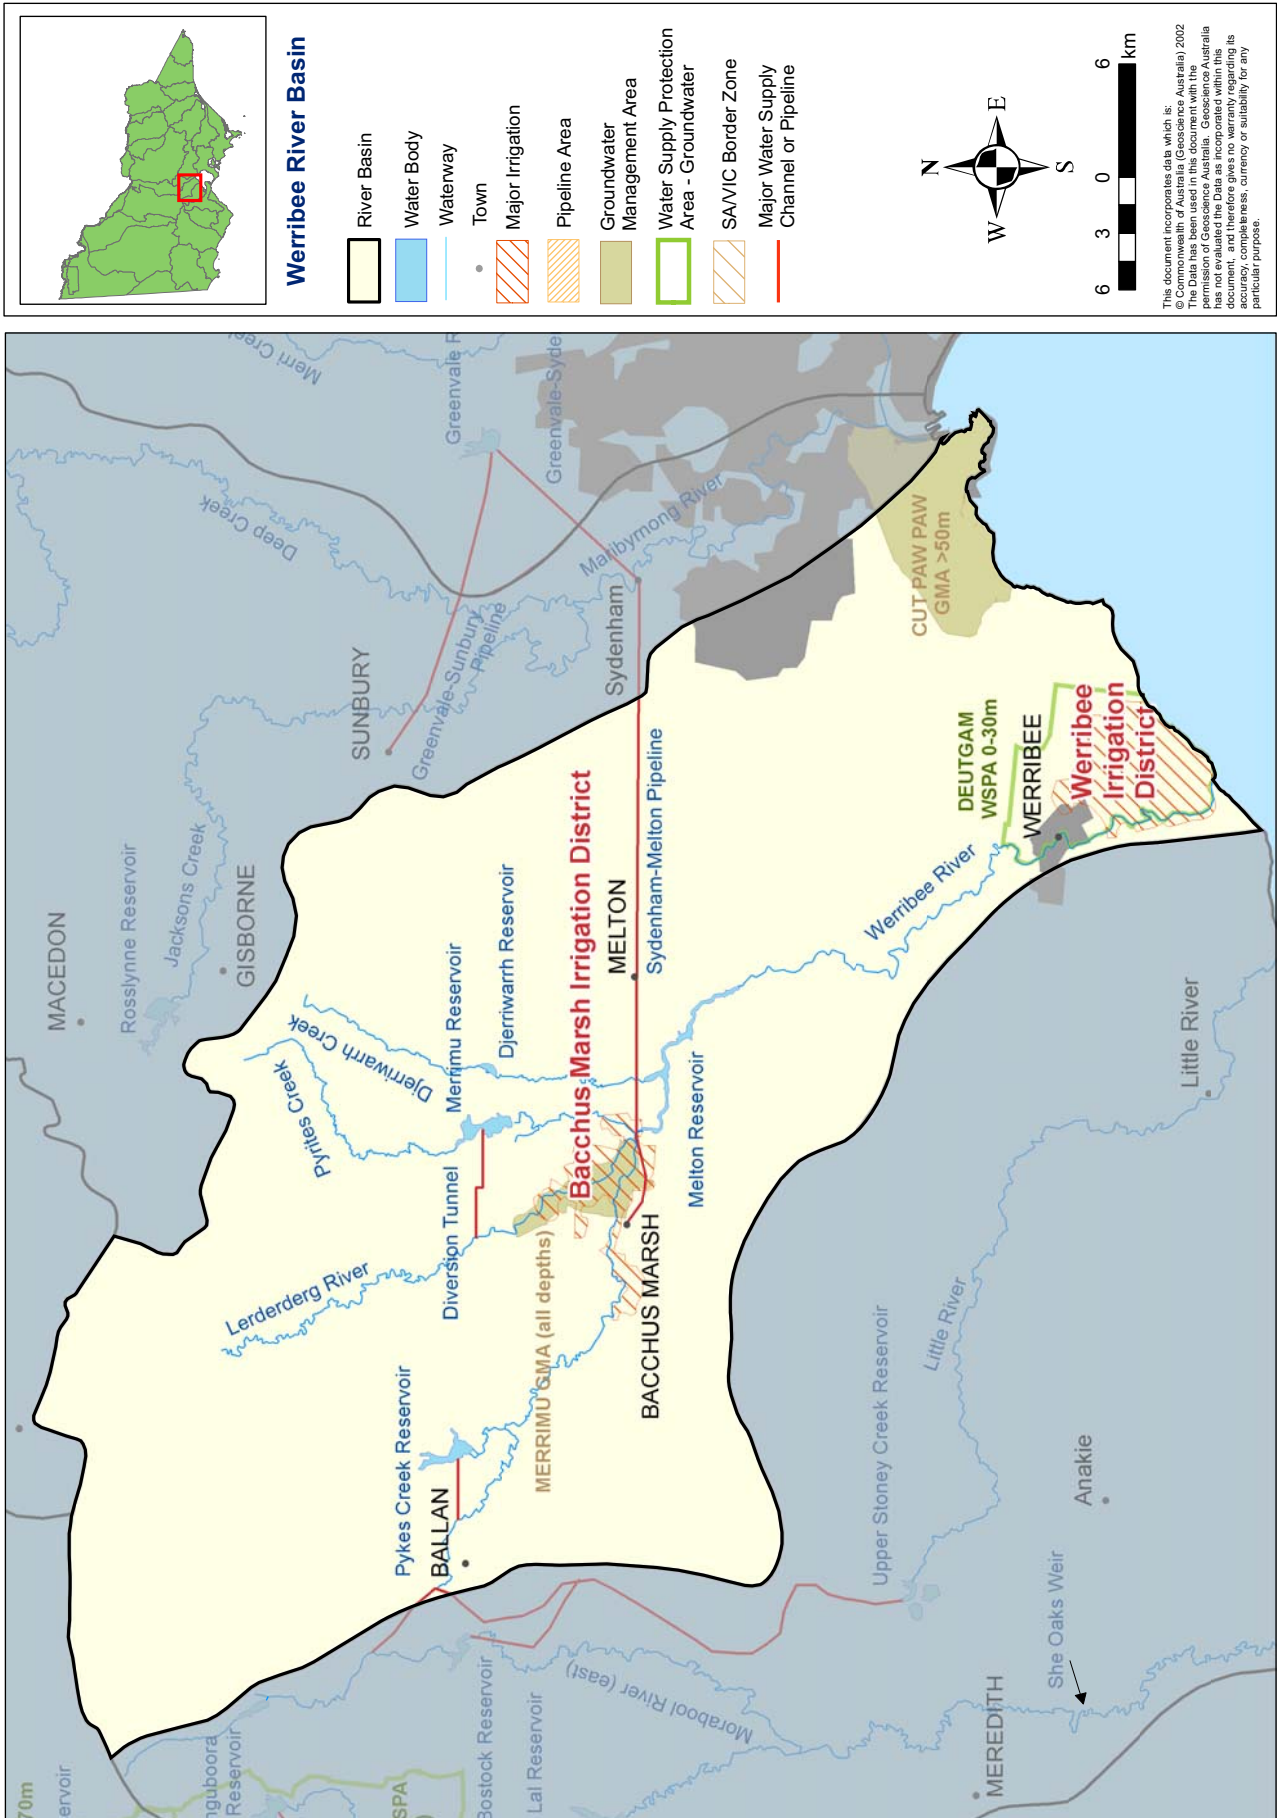 Werribee River Basin
River Basin
Water Body
Waterway
Town
Major Irrigation
Pipeline Area
Groundwater
Management Area
Water Supply Protection
Area - Groundwater
SA/VIC Border Zone
Major Water Supply
Channel or Pipeline
N
W
E
S
6
3
0
6
km
This document incorporates data which is:
© Commonwealth of Australia (Geoscience Australia) 2002
The Data has been used in this document with the
permission of Geoscience Australia. Geoscience Australia
has not evaluated the Data as incorporated within this
document, and therefore gives no warranty regarding its
accuracy, completeness, currency or suitability for any
particular purpose.
MACEDON
Rosslynne Reservoir
Jacksons Creek
GISBORNE
SUNBURY
Deep Creek
Merri Creek
Greenvale R
Greenvale-Syde
Greenvale-Sunbury
Pipeline
Maribyrnong River
Sydenham
Pyrites Creek
Djerriwarrh Creek
Merrimu Reservoir
Djerriwarrh Reservoir
Lerderderg River
Diversion Tunnel
Bacchus Marsh Irrigation District
MELTON
Sydenham-Melton Pipeline
Pykes Creek Reservoir
BALLAN
MERRIMU GMA (all depths)
BACCHUS MARSH
Melton Reservoir
Werribee River
CUT PAW PAW
GMA >50m
DEUTGAM
WSPA 0-30m
WERRIBEE
Werribee
Irrigation
District
Little River
Little River
Upper Stoney Creek Reservoir
Anakie
She Oaks Weir
MEREDITH
Morabool River (east)
Bostock Reservoir
Lal Reservoir
nguboora
Reservoir
ervoir
70m
SPA
)